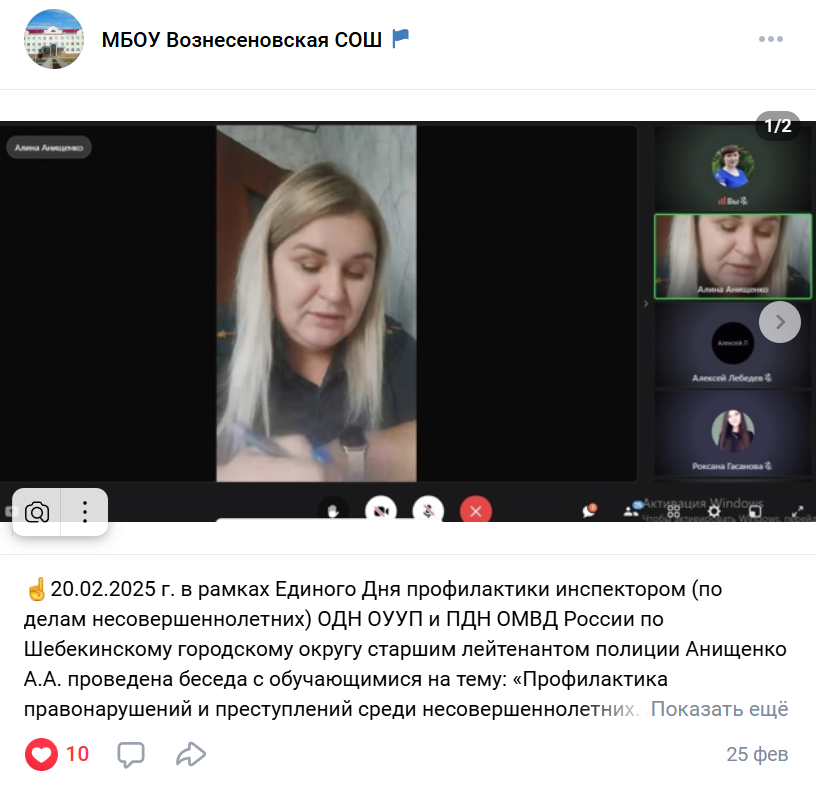 МБОУ Вознесеновская СОШ
1/2
Алина Анищенко
Вы
Алина Анищенко
Алексей Л
Алексей Лебедев
Роксана Гасанова
Активация Windows
Чтобы активировать Windows, перей
☝20.02.2025 г. в рамках Единого Дня профилактики инспектором (по
делам несовершеннолетних) ОДН ОУУП и ПДН ОМВД России по
Шебекинскому городскому округу старшим лейтенантом полиции Анищенко
А.А. проведена беседа с обучающимися на тему: «Профилактика
правонарушений и преступлений среди несовершеннолетних. Показать ещё
10
25 фев